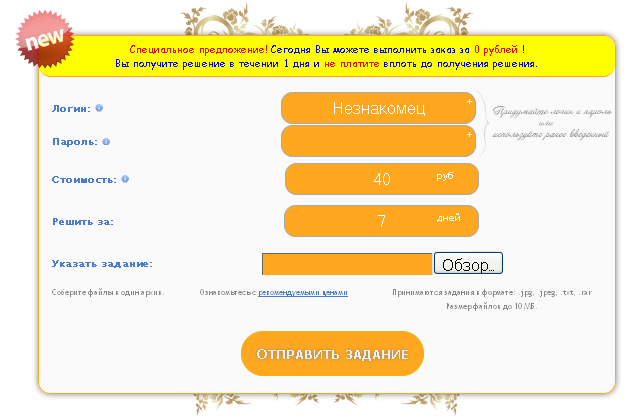 new
Специальное предложение! Сегодня Вы можете выполнить заказ за 0 рублей !
Вы получите решение в течении 1 дня и не платите вплоть до получения решения.
Логин:
Незнакомец
+
Придумайте логин и пароль
или
используйте ранее введенный
Пароль:
+
Стоимость:
40
руб
Решить за:
7
дней
Указать задание:
Обзор...
Соберите файлы в один архив.
Ознакомьтесь с рекомендуемыми ценами
Принимаются задания в формате: .jpg, .jpeg, .txt, .rar
Размер файлов до 10 МБ.
ОТПРАВИТЬ ЗАДАНИЕ